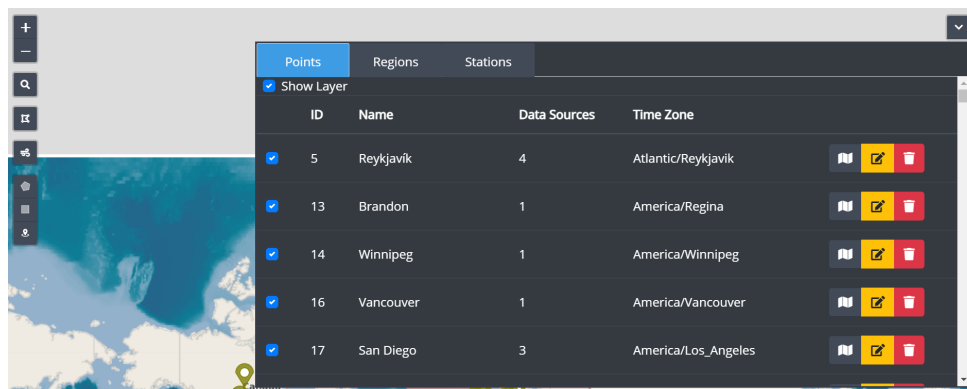 Points Regions Stations
Show Layer
ID Name Data Sources Time Zone
5 Reykjavík 4 Atlantic/Reykjavik
13 Brandon 1 America/Regina
14 Winnipeg 1 America/Winnipeg
16 Vancouver 1 America/Vancouver
17 San Diego 3 America/Los_Angeles